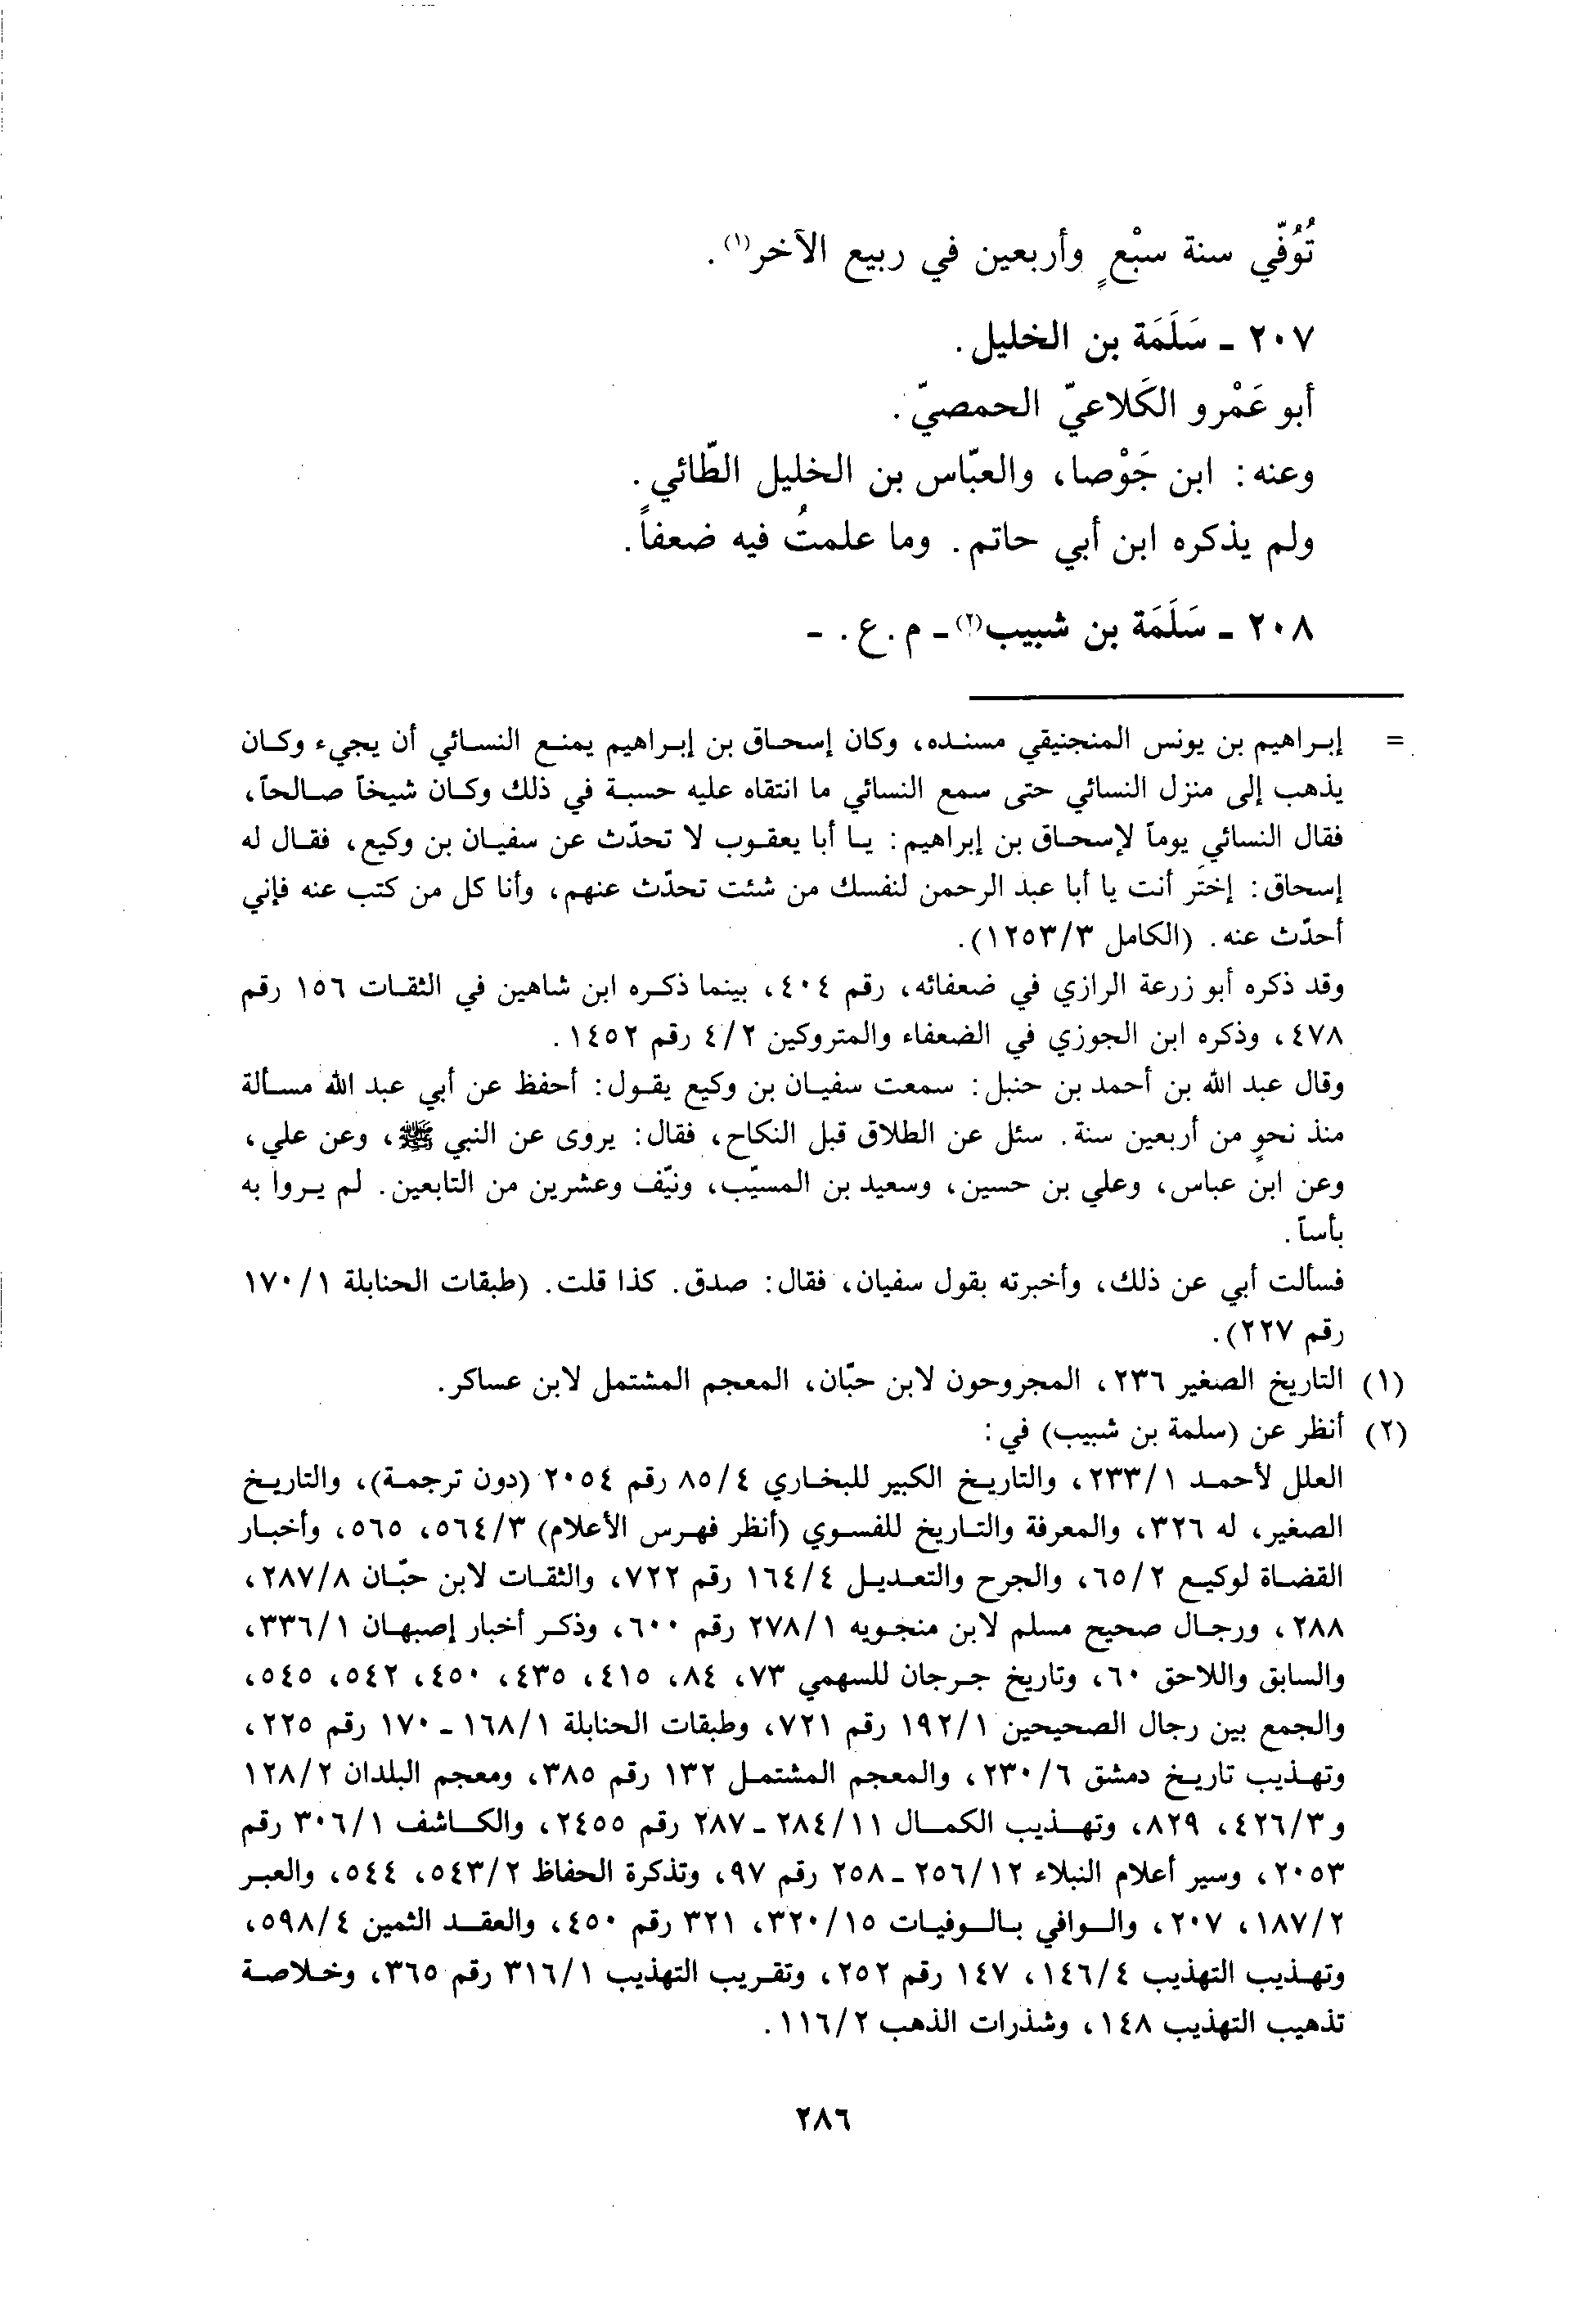 تُوُفّي سنة سبْعٍ وأربعين في ربيع الآخر(١).
٢٠٧ - سَلَمَة بن الخليل.
أبو عَمْرو الكَلاعيّ الحمصيّ.
وعنه: ابن جَوْصا، والعبّاس بن الخليل الطّائي.
ولم يذكره ابن أبي حاتم. وما علمتُ فيه ضعفاً.
٢٠٨ - سَلَمَة بن شبيب(٢) - م. ع. -
= إبراهيم بن يونس المنجنيقي مسنده، وكان إسحاق بن إبراهيم يمنع النسائي أن يجيء وكان
يذهب إلى منزل النسائي حتى سمع النسائي ما انتقاه عليه حسبة في ذلك وكان شيخاً صالحاً،
فقال النسائي يوماً لإسحاق بن إبراهيم: يا أبا يعقوب لا تحدّث عن سفيان بن وكيع، فقال له
إسحاق: إختَر أنت يا أبا عبد الرحمن لنفسك من شئت تحدّث عنهم، وأنا كل من كتب عنه فإني
أحدّث عنه. (الكامل ١٢٥٣/٣).
وقد ذكره أبو زرعة الرازي في ضعفائه، رقم ٤٠٤، بينما ذكره ابن شاهين في الثقات ١٥٦ رقم
٤٧٨، وذكره ابن الجوزي في الضعفاء والمتروكين ٤/٢ رقم ١٤٥٢.
وقال عبد الله بن أحمد بن حنبل: سمعت سفيان بن وكيع يقول: أحفظ عن أبي عبد الله مسألة
منذ نحوٍ من أربعين سنة. سئل عن الطلاق قبل النكاح، فقال: يروى عن النبي ﷺ، وعن علي،
وعن ابن عباس، وعلي بن حسين، وسعيد بن المسيّب، ونيّف وعشرين من التابعين. لم يروا به
بأساً.
فسألت أبي عن ذلك، وأخبرته بقول سفيان، فقال: صدق. كذا قلت. (طبقات الحنابلة ١٧٠/١
رقم ٢٢٧).
(١) التاريخ الصغير ٢٣٦، المجروحون لابن حبّان، المعجم المشتمل لابن عساكر.
(٢) أنظر عن (سلمة بن شبيب) في:
العلل لأحمد ٢٣٣/١، والتاريخ الكبير للبخاري ٨٥/٤ رقم ٢٠٥٤ (دون ترجمة)، والتاريخ
الصغير، له ٣٢٦، والمعرفة والتاريخ للفسوي (أنظر فهرس الأعلام) ٥٦٤/٣، ٥٦٥، وأخبار
القضاة لوكيع ٦٥/٢، والجرح والتعديل ١٦٤/٤ رقم ٧٢٢، والثقات لابن حبّان ٢٨٧/٨،
٢٨٨، ورجال صحيح مسلم لابن منجويه ٢٧٨/١ رقم ٦٠٠، وذكر أخبار إصبهان ٣٣٦/١،
والسابق واللاحق ٦٠، وتاريخ جرجان للسهمي ٧٣، ٨٤، ٤١٥، ٤٣٥، ٤٥٠، ٥٤٢، ٥٤٥،
والجمع بين رجال الصحيحين ١٩٢/١ رقم ٧٢١، وطبقات الحنابلة ١٦٨/١ - ١٧٠ رقم ٢٢٥،
وتهذيب تاريخ دمشق ٢٣٠/٦، والمعجم المشتمل ١٣٢ رقم ٣٨٥، ومعجم البلدان ١٢٨/٢
و٤٢٦/٣، ٨٢٩، وتهذيب الكمال ٢٨٤/١١ - ٢٨٧ رقم ٢٤٥٥، والكاشف ٣٠٦/١ رقم
٢٠٥٣، وسير أعلام النبلاء ٢٥٦/١٢ - ٢٥٨ رقم ٩٧، وتذكرة الحفاظ ٥٤٣/٢، ٥٤٤، والعبر
١٨٧/٢، ٢٠٧، والوافي بالوفيات ٣٢٠/١٥، ٣٢١ رقم ٤٥٠، والعقد الثمين ٥٩٨/٤،
وتهذيب التهذيب ١٤٦/٤، ١٤٧ رقم ٢٥٢، وتقريب التهذيب ٣١٦/١ رقم ٣٦٥، وخلاصة
تذهيب التهذيب ١٤٨، وشذرات الذهب ١١٦/٢.
٢٨٦